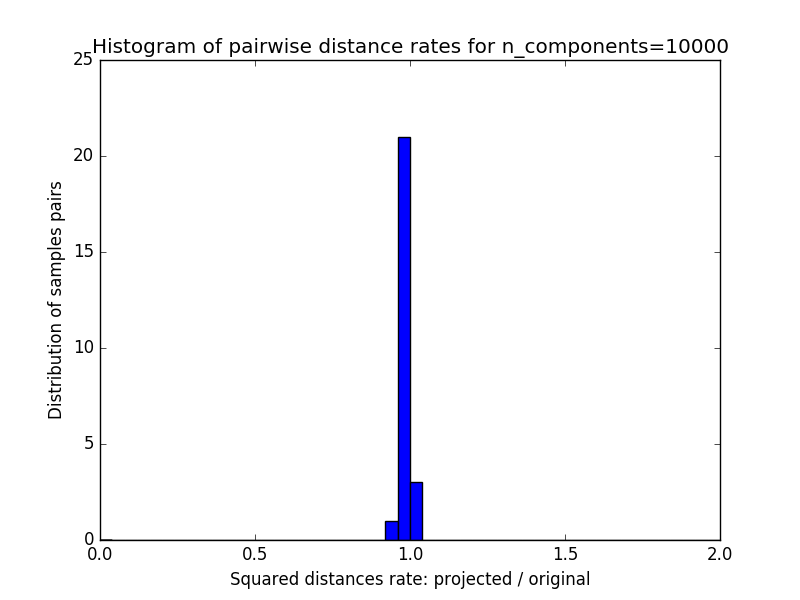 Histogram of pairwise distance rates for n_components=10000
25
20
15
10
5
0
Distribution of samples pairs
0.0 0.5 1.0 1.5 2.0
Squared distances rate: projected / original